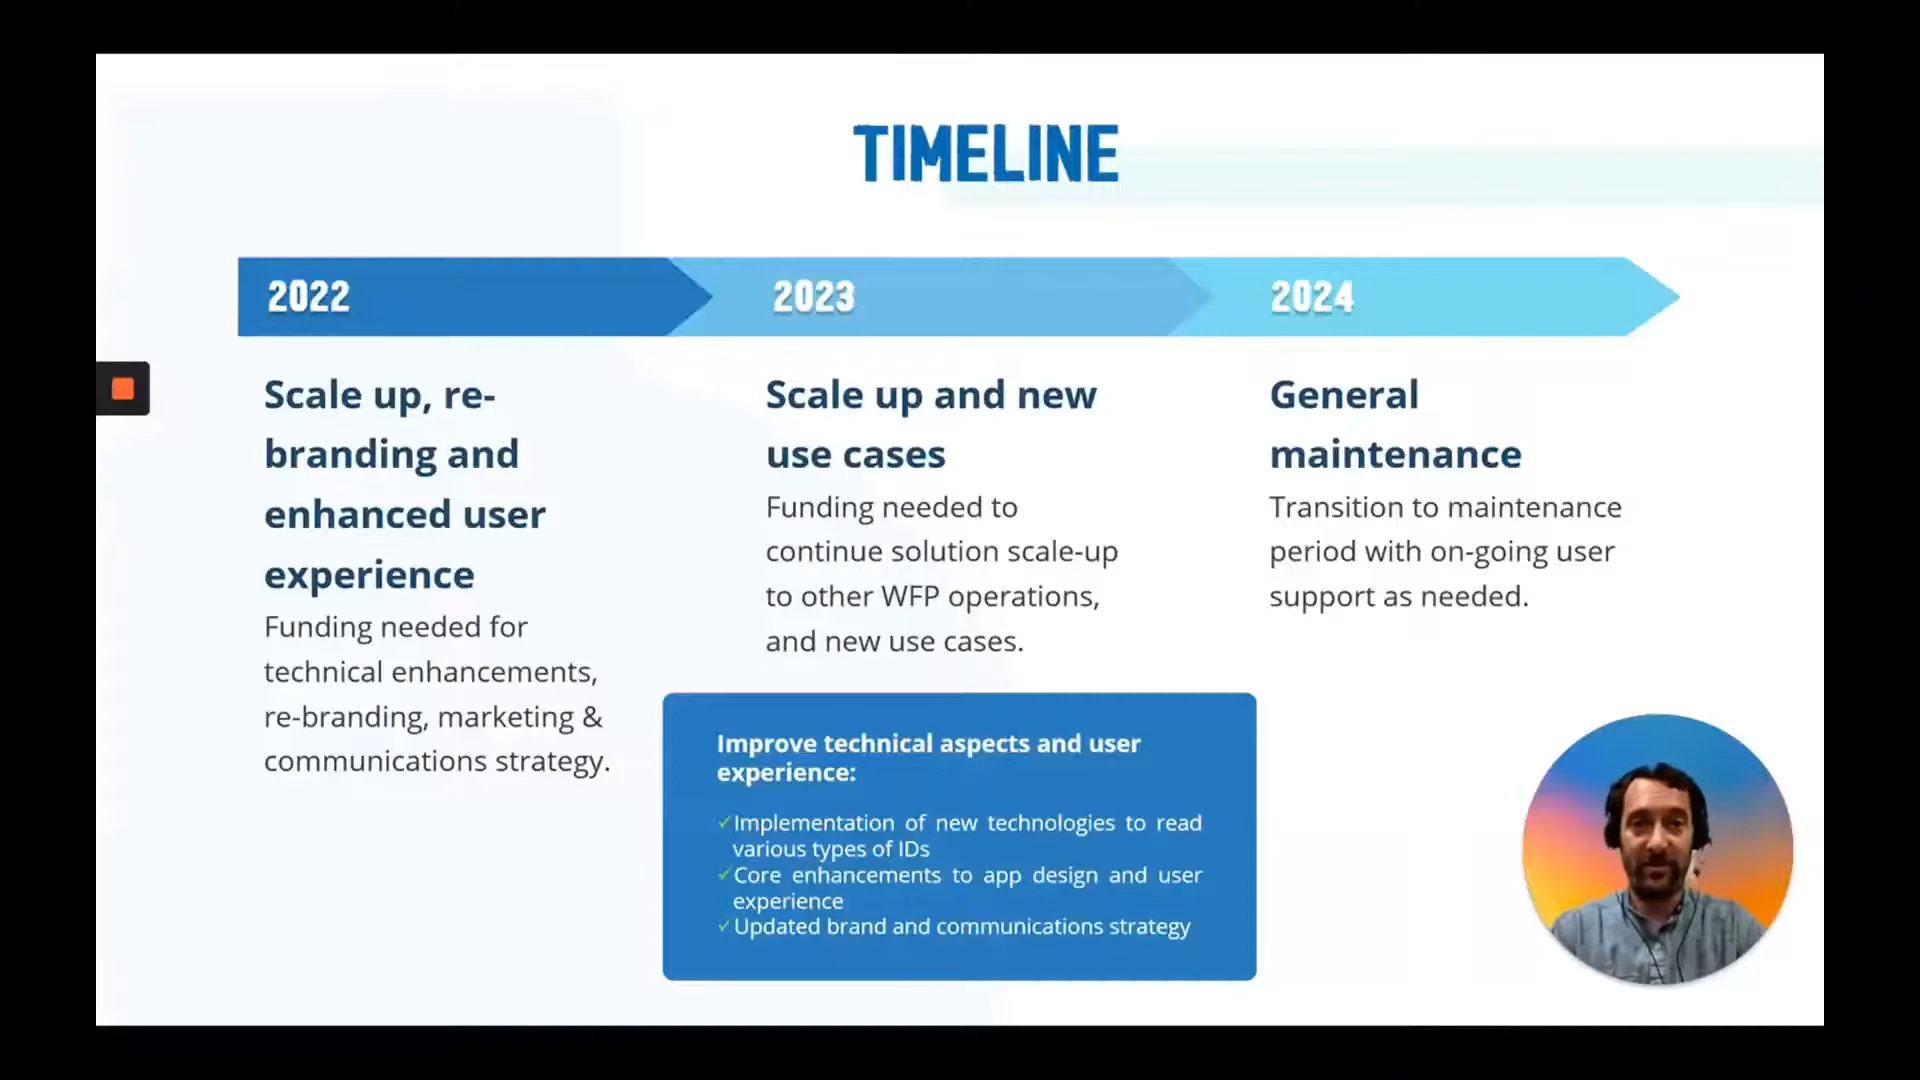 TIMELINE
2022
2023
2024
Scale up, re-
branding and
enhanced user
experience
Funding needed for
technical enhancements,
re-branding, marketing &
communications strategy.
Scale up and new
use cases
Funding needed to
continue solution scale-up
to other WFP operations,
and new use cases.
General
maintenance
Transition to maintenance
period with on-going user
support as needed.
Improve technical aspects and user
experience:
✓Implementation of new technologies to read
various types of IDs
✓Core enhancements to app design and user
experience
✓Updated brand and communications strategy